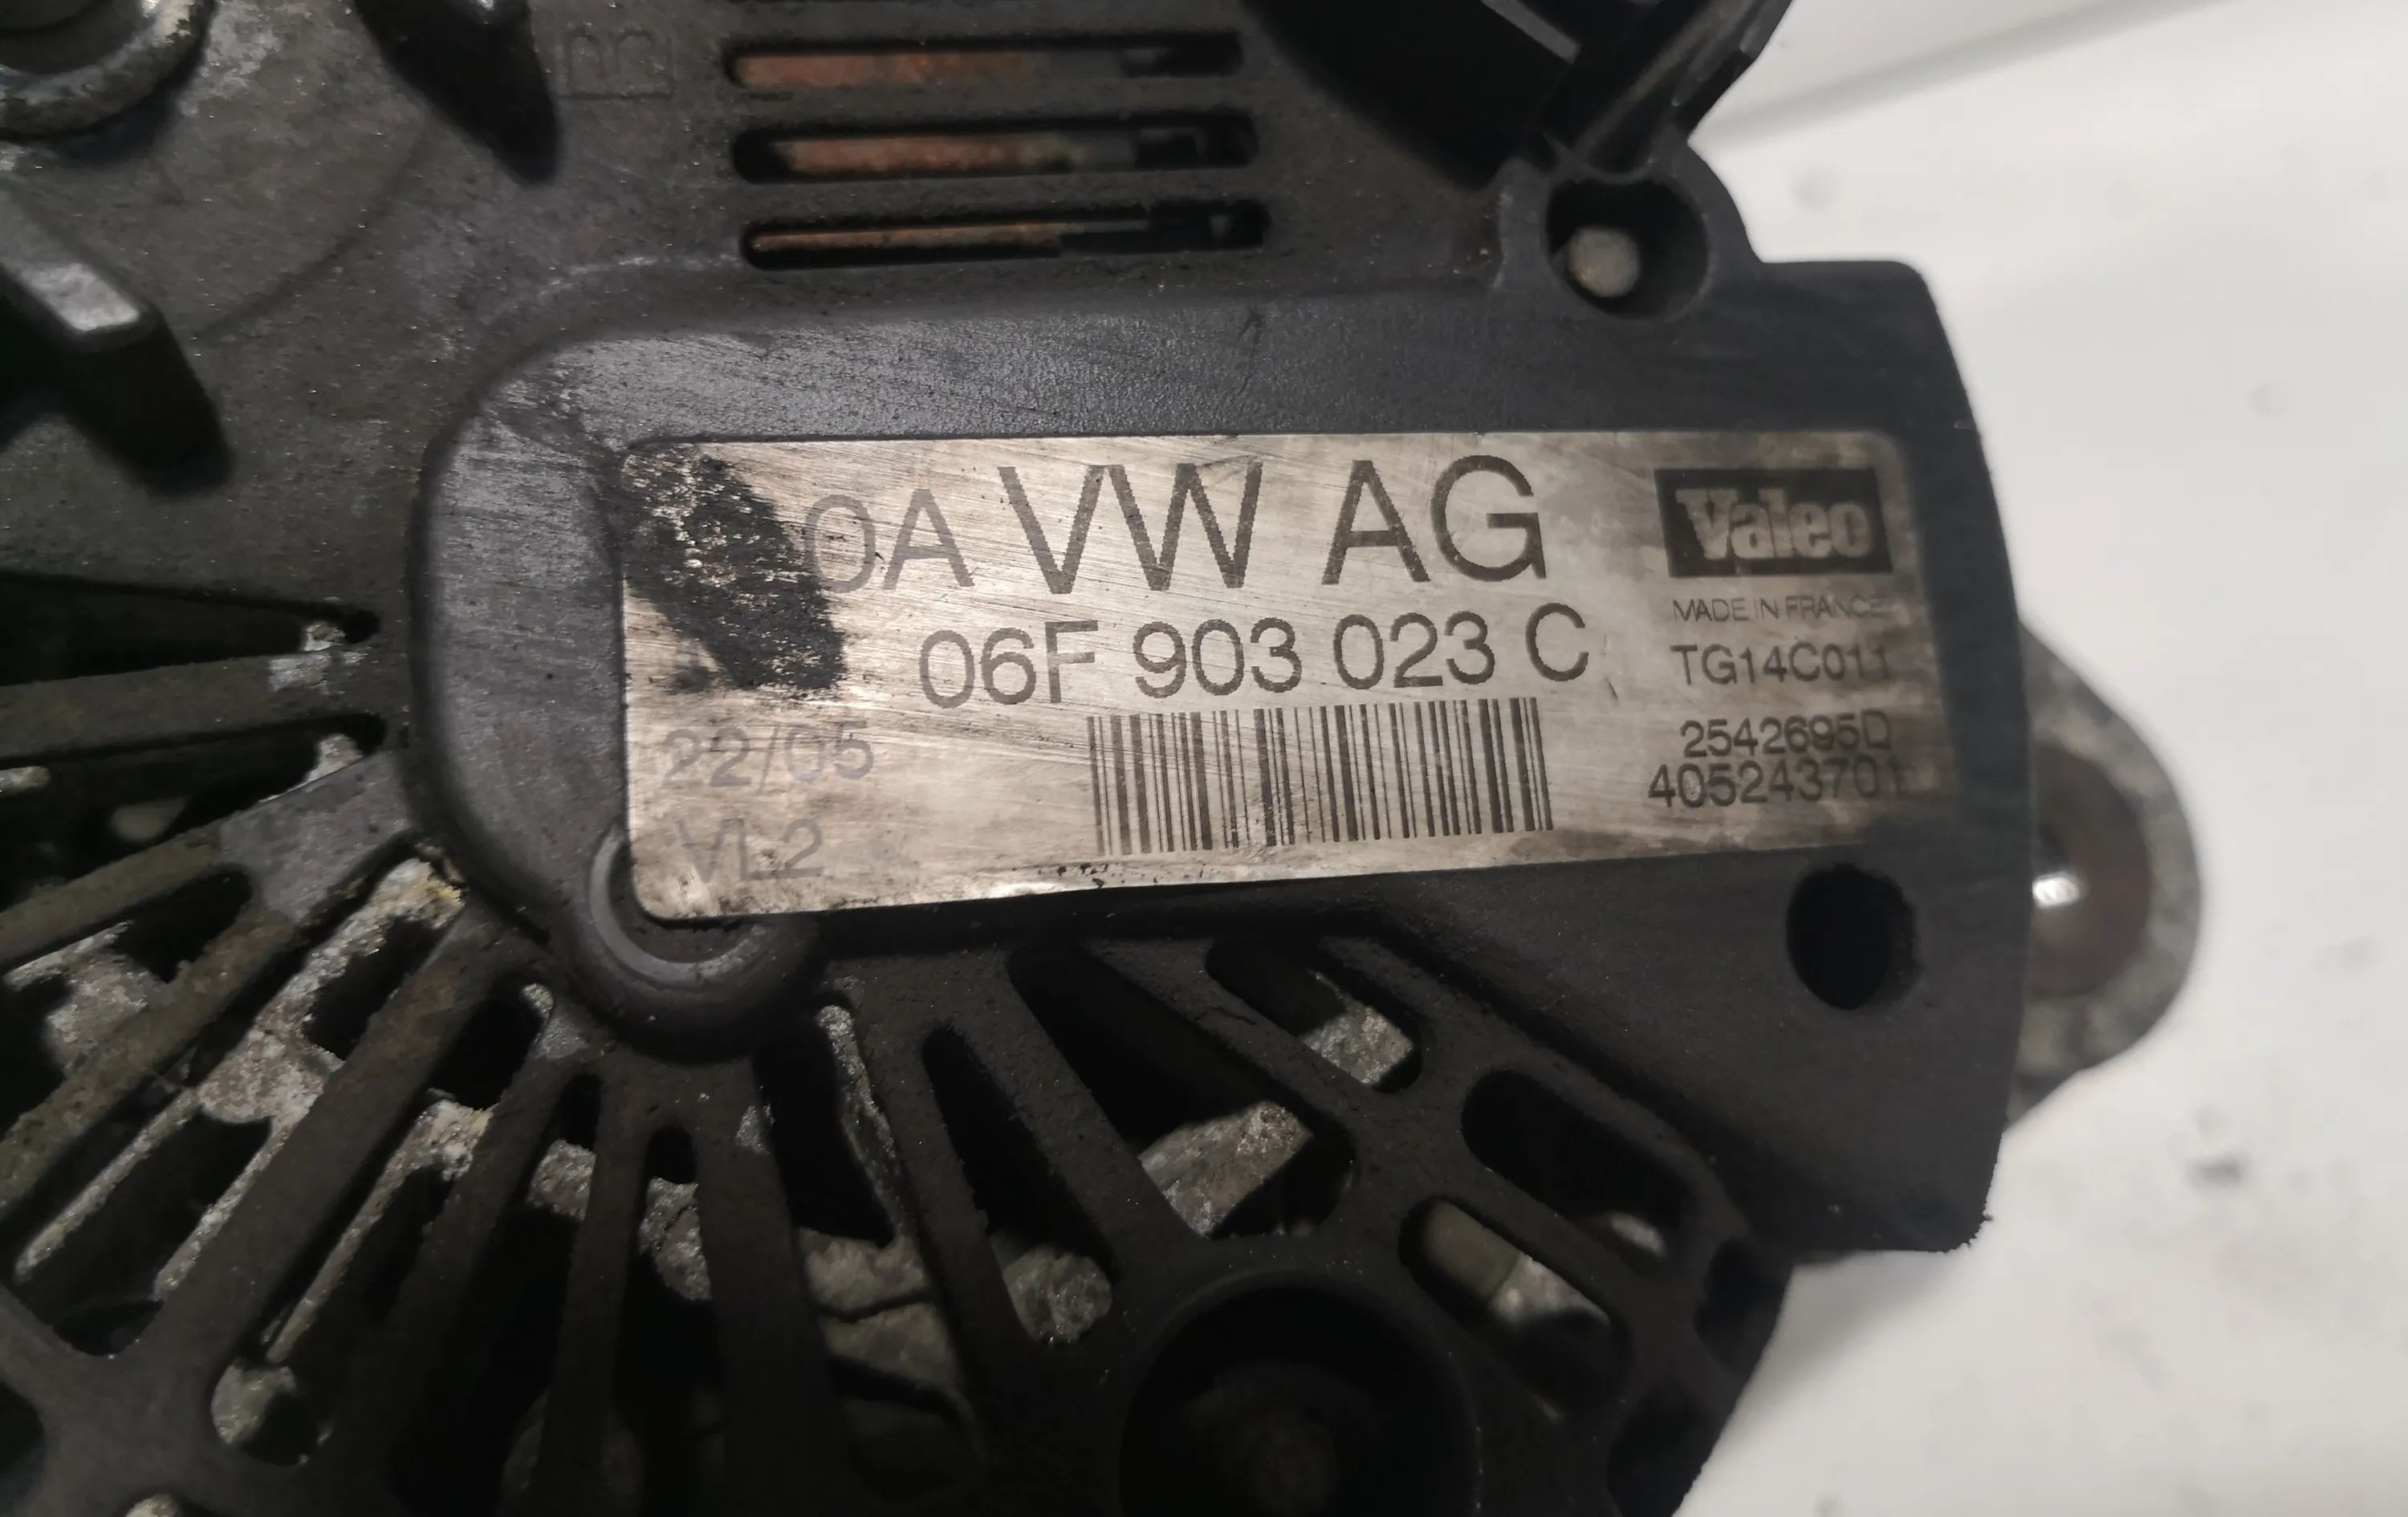 B
0A VW AG
Valeo
MADE IN FRANCE
06F 903 023 C
TG14C011
22/05
2542695D
405243701
VL2